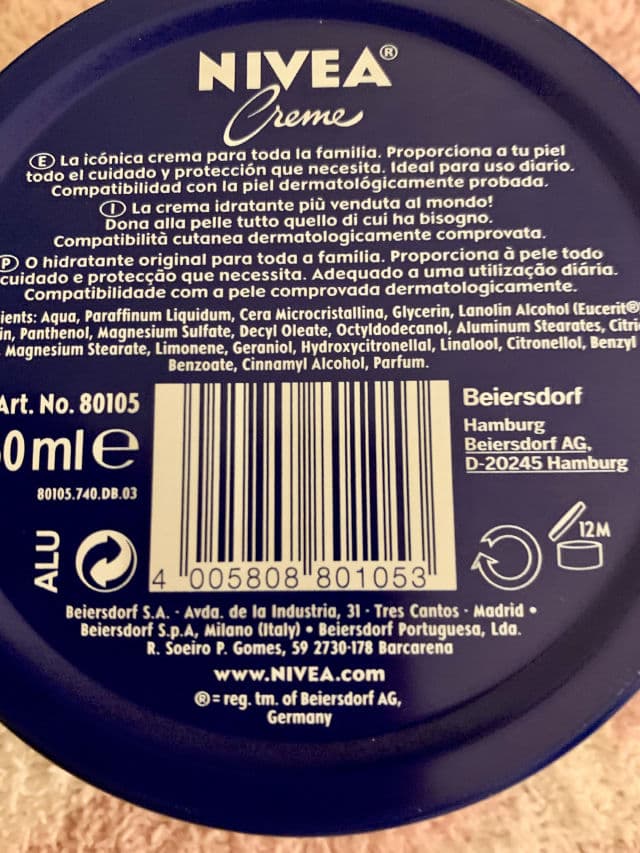 NIVEA®
Creme
E La icónica crema para toda la familia. Proporciona a tu piel
todo el cuidado y protección que necesita. Ideal para uso diario.
Compatibilidad con la piel dermatológicamente probada.
I La crema idratante più venduta al mondo!
Dona alla pelle tutto quello di cui ha bisogno.
Compatibilità cutanea dermatologicamente comprovata.
P O hidratante original para toda a família. Proporciona à pele todo
cuidado e protecção que necessita. Adequado a uma utilização diária.
Compatibilidade com a pele comprovada dermatologicamente.
ients: Aqua, Paraffinum Liquidum, Cera Microcristallina, Glycerin, Lanolin Alcohol (Eucerit®
in, Panthenol, Magnesium Sulfate, Decyl Oleate, Octyldodecanol, Aluminum Stearates, Citri
Magnesium Stearate, Limonene, Geraniol, Hydroxycitronellal, Linalool, Citronellol, Benzyl
Benzoate, Cinnamyl Alcohol, Parfum.
Art. No. 80105
0 ml e
80105.740.DB.03
ALU
4 005808 801053
Beiersdorf
Hamburg
Beiersdorf AG,
D-20245 Hamburg
12M
Beiersdorf S.A. · Avda. de la Industria, 31 · Tres Cantos · Madrid •
Beiersdorf S.p.A, Milano (Italy) • Beiersdorf Portuguesa, Lda.
R. Soeiro P. Gomes, 59 2730-178 Barcarena
www.NIVEA.com
®= reg. tm. of Beiersdorf AG,
Germany